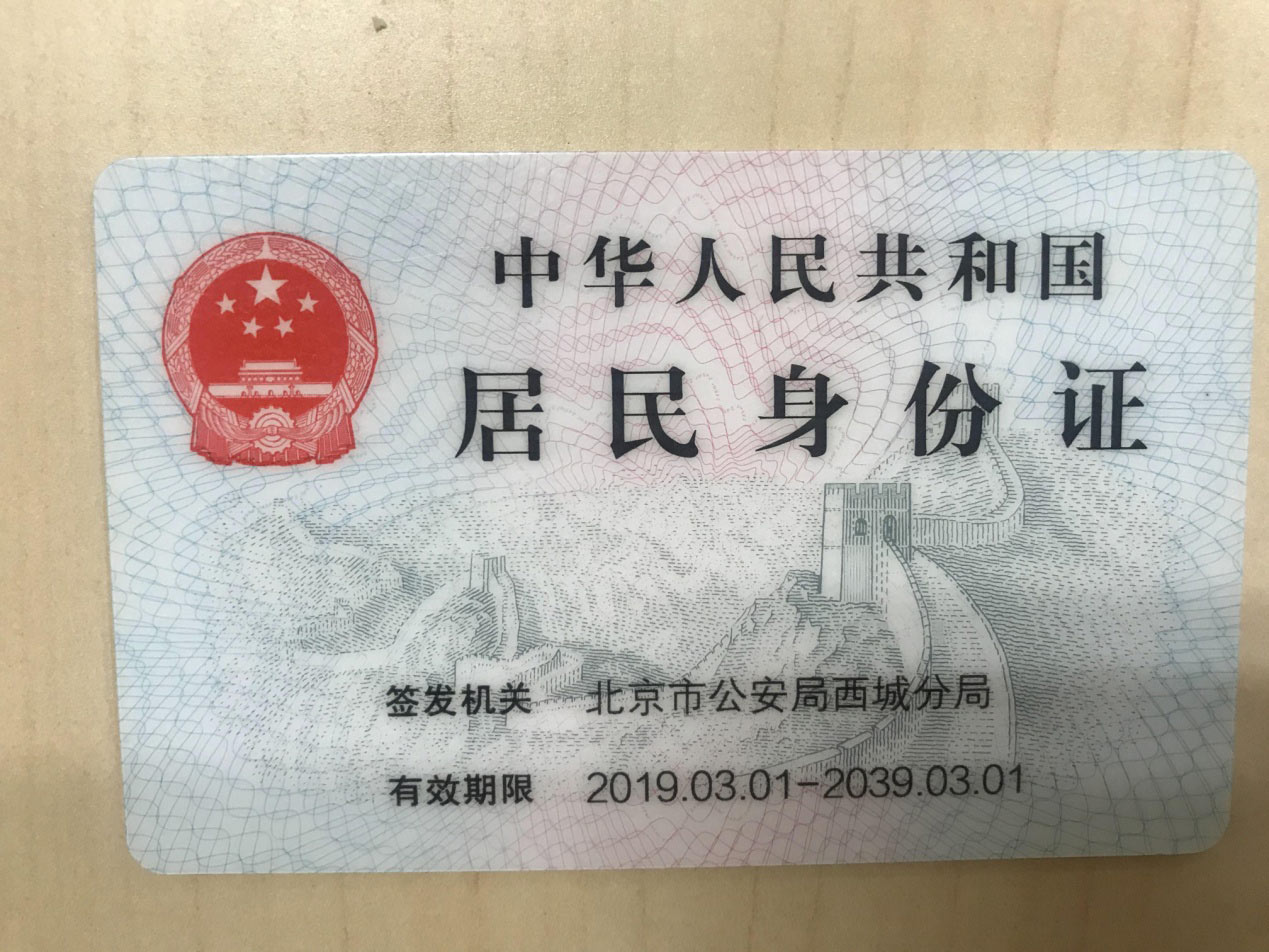 中华人民共和国
居民身份证
签发机关 北京市公安局西城分局
有效期限 2019.03.01-2039.03.01